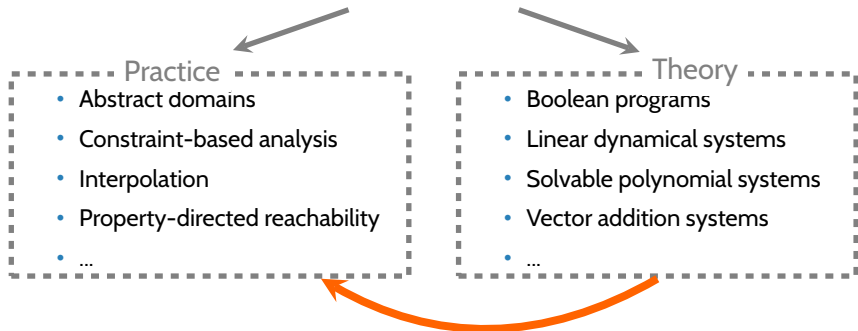 Practice
• Abstract domains
• Constraint-based analysis
• Interpolation
• Property-directed reachability
• ...
Theory
• Boolean programs
• Linear dynamical systems
• Solvable polynomial systems
• Vector addition systems
• ...